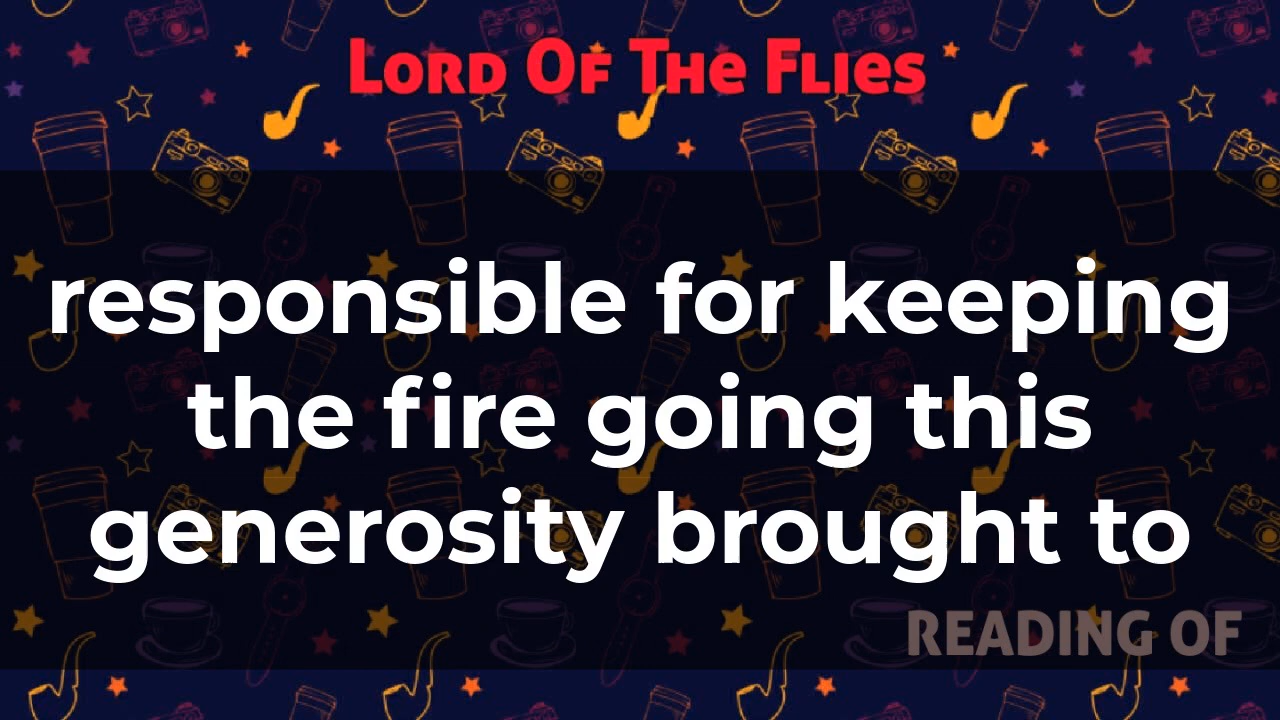 Lord Of The Flies
responsible for keeping
the fire going this
generosity brought to
READING OF